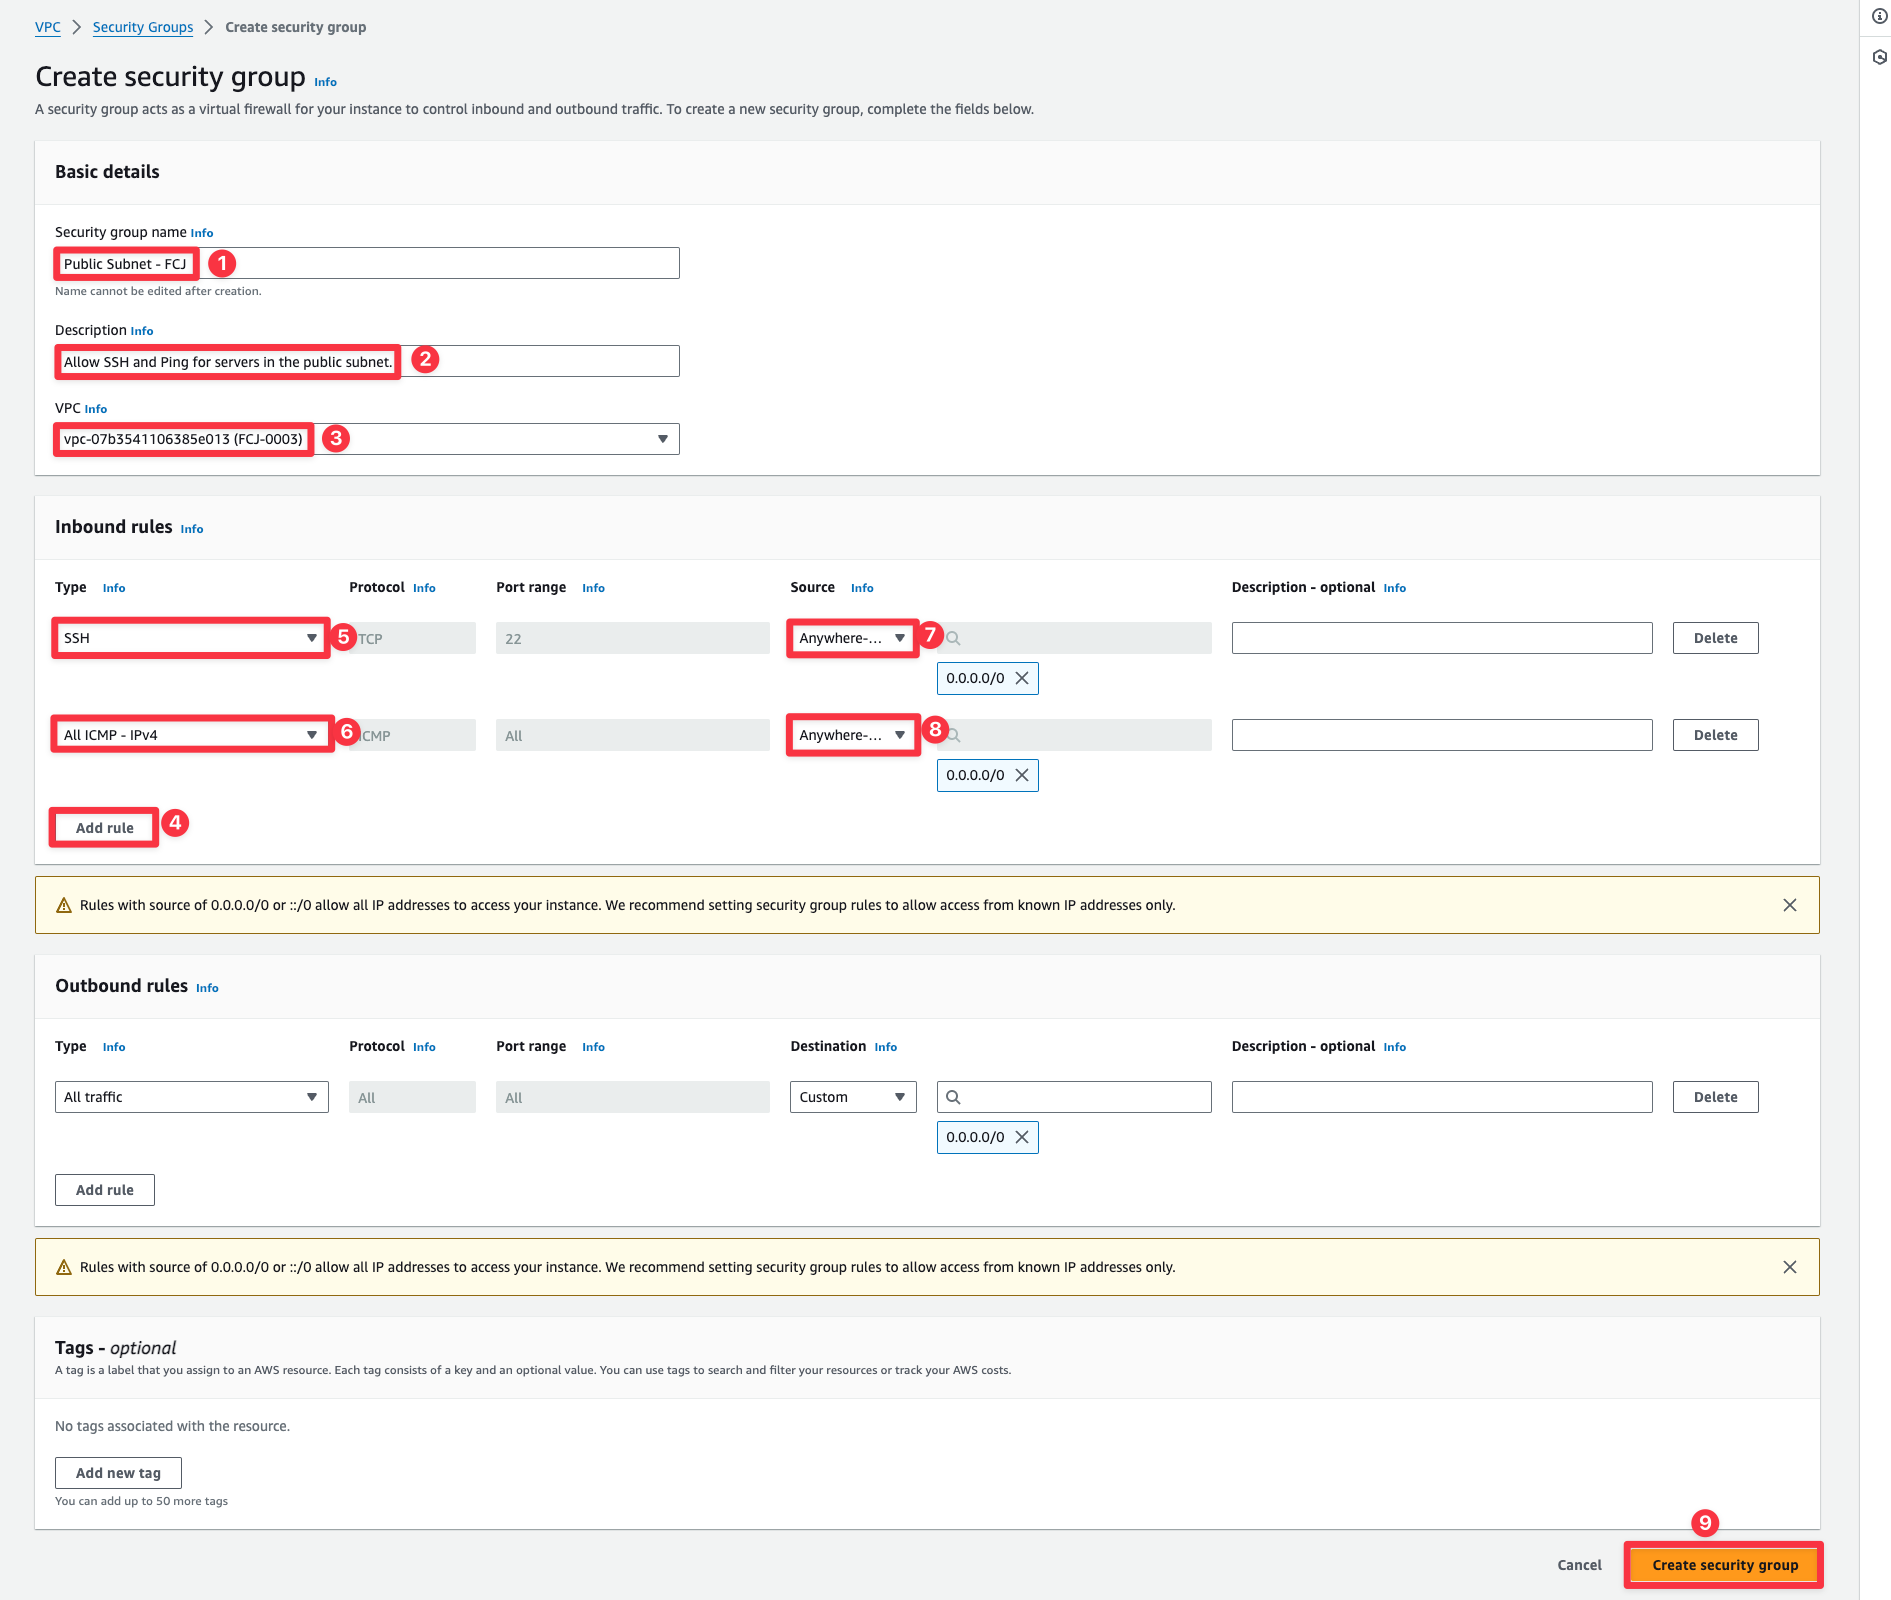 VPC > Security Groups > Create security group
Create security group Info
A security group acts as a virtual firewall for your instance to control inbound and outbound traffic. To create a new security group, complete the fields below.
Basic details
Security group name Info
Public Subnet - FCJ 1
Name cannot be edited after creation.
Description Info
Allow SSH and Ping for servers in the public subnet. 2
VPC Info
vpc-07b3541106385e013 (FCJ-0003) 3
Inbound rules Info
Type Info Protocol Info Port range Info Source Info Description - optional Info
SSH 5 TCP 22 Anywhere-... 7 Delete
0.0.0.0/0
All ICMP - IPv4 6 ICMP All Anywhere-... 8 Delete
0.0.0.0/0
Add rule 4
Rules with source of 0.0.0.0/0 or ::/0 allow all IP addresses to access your instance. We recommend setting security group rules to allow access from known IP addresses only.
Outbound rules Info
Type Info Protocol Info Port range Info Destination Info Description - optional Info
All traffic All All Custom Delete
0.0.0.0/0
Add rule
Rules with source of 0.0.0.0/0 or ::/0 allow all IP addresses to access your instance. We recommend setting security group rules to allow access from known IP addresses only.
Tags - optional
A tag is a label that you assign to an AWS resource. Each tag consists of a key and an optional value. You can use tags to search and filter your resources or track your AWS costs.
No tags associated with the resource.
Add new tag
You can add up to 50 more tags
9
Cancel Create security group